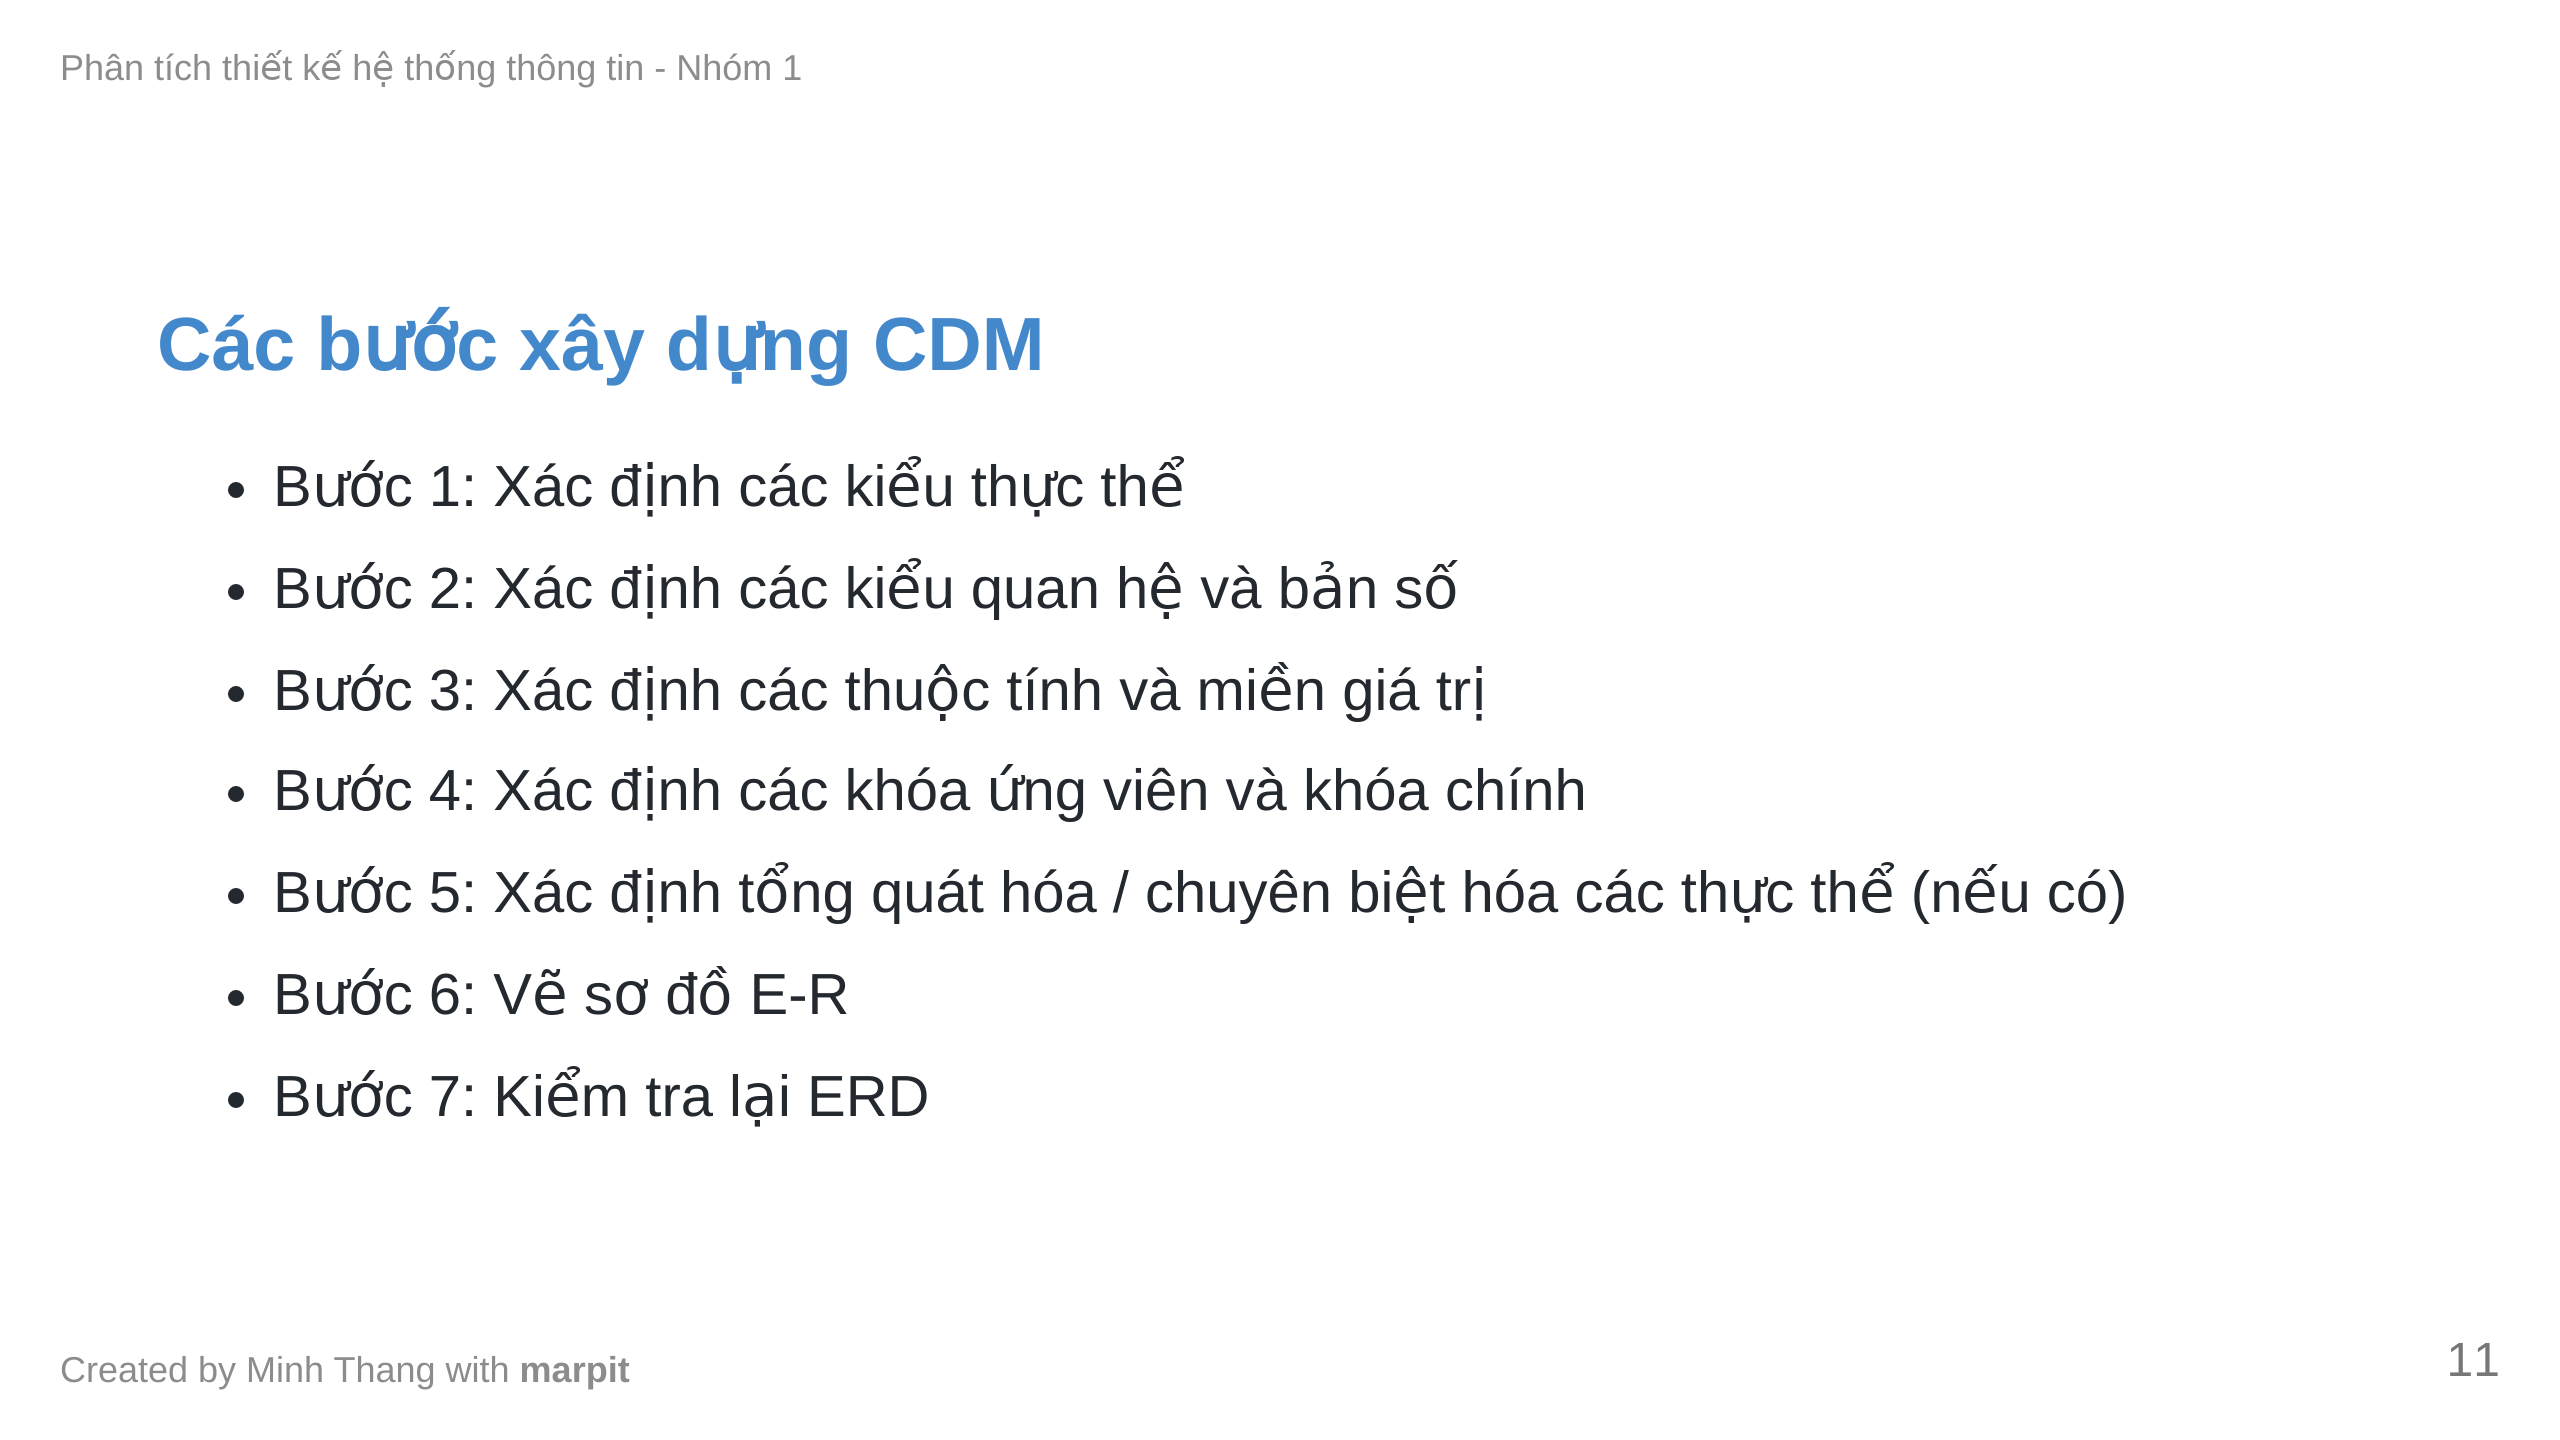 Phân tích thiết kế hệ thống thông tin - Nhóm 1
Các bước xây dựng CDM
• Bước 1: Xác định các kiểu thực thể
• Bước 2: Xác định các kiểu quan hệ và bản số
• Bước 3: Xác định các thuộc tính và miền giá trị
• Bước 4: Xác định các khóa ứng viên và khóa chính
• Bước 5: Xác định tổng quát hóa / chuyên biệt hóa các thực thể (nếu có)
• Bước 6: Vẽ sơ đồ E-R
• Bước 7: Kiểm tra lại ERD
Created by Minh Thang with marpit
11